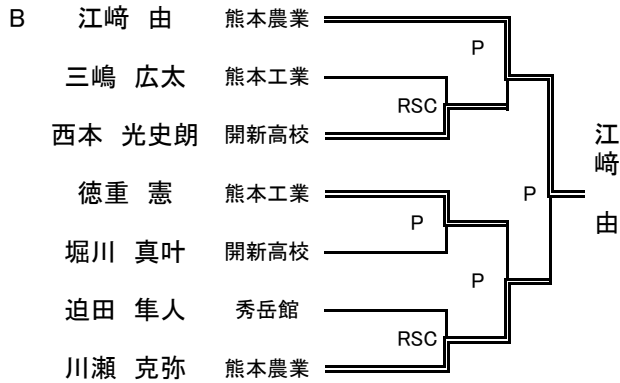 B 江﨑 由 熊本農業
P
三嶋 広太 熊本工業
RSC
西本 光史朗 開新高校
江﨑 由
徳重 憲 熊本工業
P
P
堀川 真叶 開新高校
P
迫田 隼人 秀岳館
RSC
川瀬 克弥 熊本農業